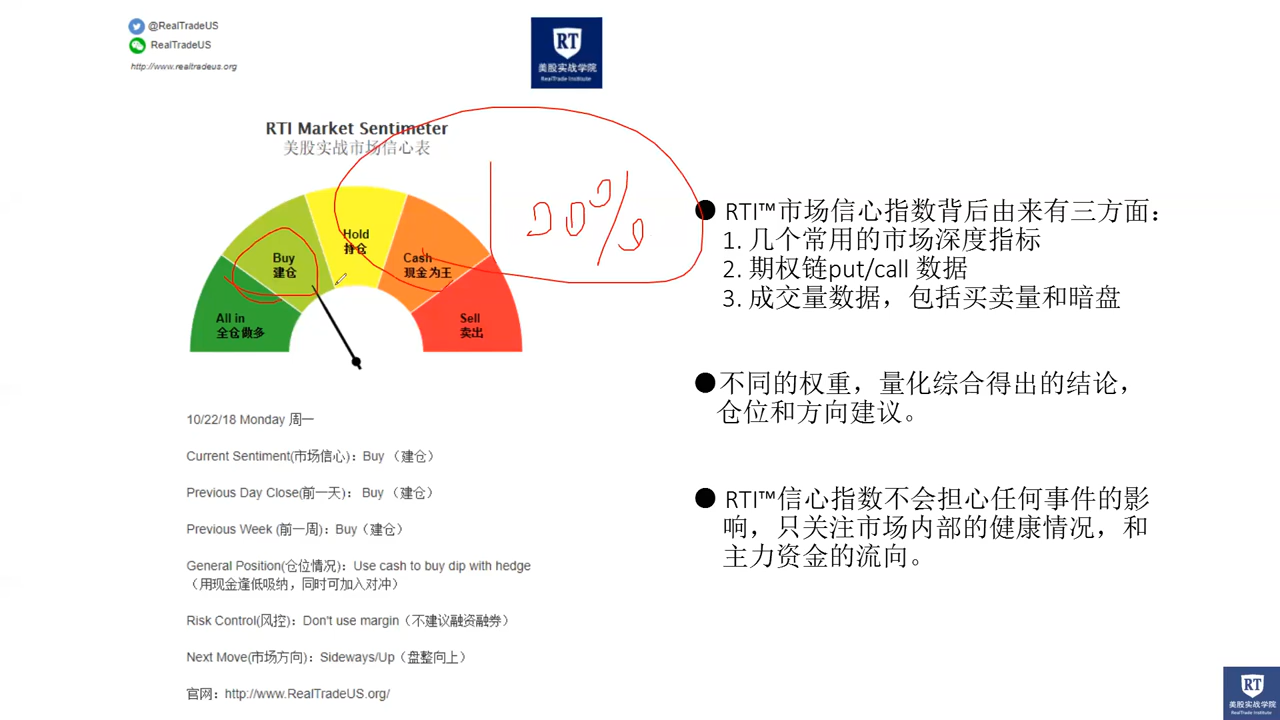 @RealTradeUS
RealTradeUS
http://www.realtradeus.org
RT
美股实战学院
RealTrade Institute
RTI Market Sentimeter
美股实战市场信心表
Hold
持仓
Buy
建仓
Cash
现金为王
All in
全仓做多
Sell
卖出
10/22/18 Monday 周一
Current Sentiment(市场信心)：Buy （建仓）
Previous Day Close(前一天)： Buy （建仓）
Previous Week (前一周)：Buy（建仓）
General Position(仓位情况)：Use cash to buy dip with hedge
（用现金逢低吸纳，同时可加入对冲）
Risk Control(风控)：Don't use margin（不建议融资融券）
Next Move(市场方向)：Sideways/Up（盘整向上）
官网：http://www.RealTradeUS.org/
● RTI™市场信心指数背后由来有三方面：
1. 几个常用的市场深度指标
2. 期权链put/call 数据
3. 成交量数据，包括买卖量和暗盘
●不同的权重，量化综合得出的结论，
仓位和方向建议。
● RTI™信心指数不会担心任何事件的影
响，只关注市场内部的健康情况，和
主力资金的流向。
RT
美股实战学院
RealTrade Institute